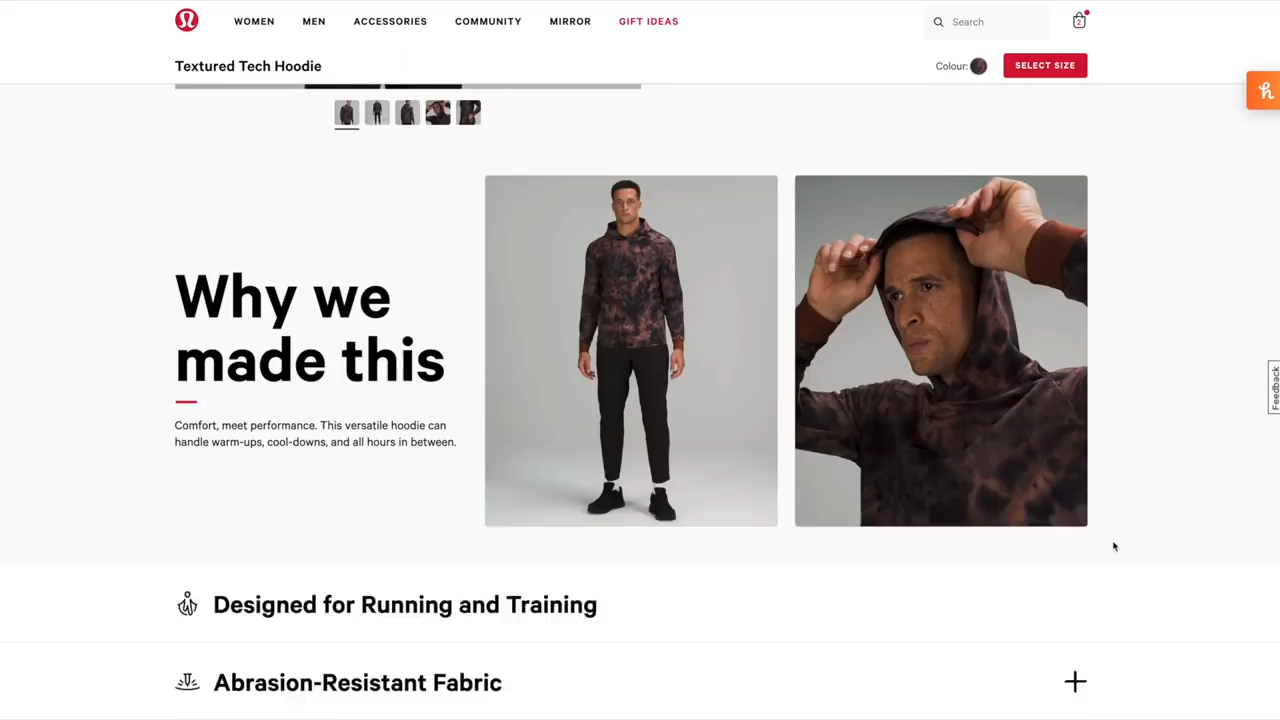 WOMEN MEN ACCESSORIES COMMUNITY MIRROR GIFT IDEAS
Search
2
Textured Tech Hoodie
Colour:
SELECT SIZE
h
Why we
made this
Comfort, meet performance. This versatile hoodie can
handle warm-ups, cool-downs, and all hours in between.
Feedback
Designed for Running and Training
Abrasion-Resistant Fabric